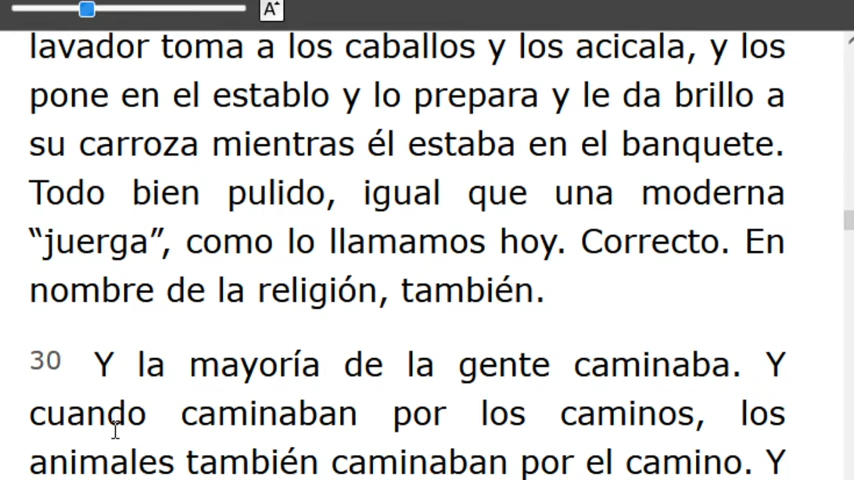 A
lavador toma a los caballos y los acicala, y los
pone en el establo y lo prepara y le da brillo a
su carroza mientras él estaba en el banquete.
Todo bien pulido, igual que una moderna
“juerga”, como lo llamamos hoy. Correcto. En
nombre de la religión, también.
30 Y la mayoría de la gente caminaba. Y
cuando caminaban por los caminos, los
animales también caminaban por el camino. Y